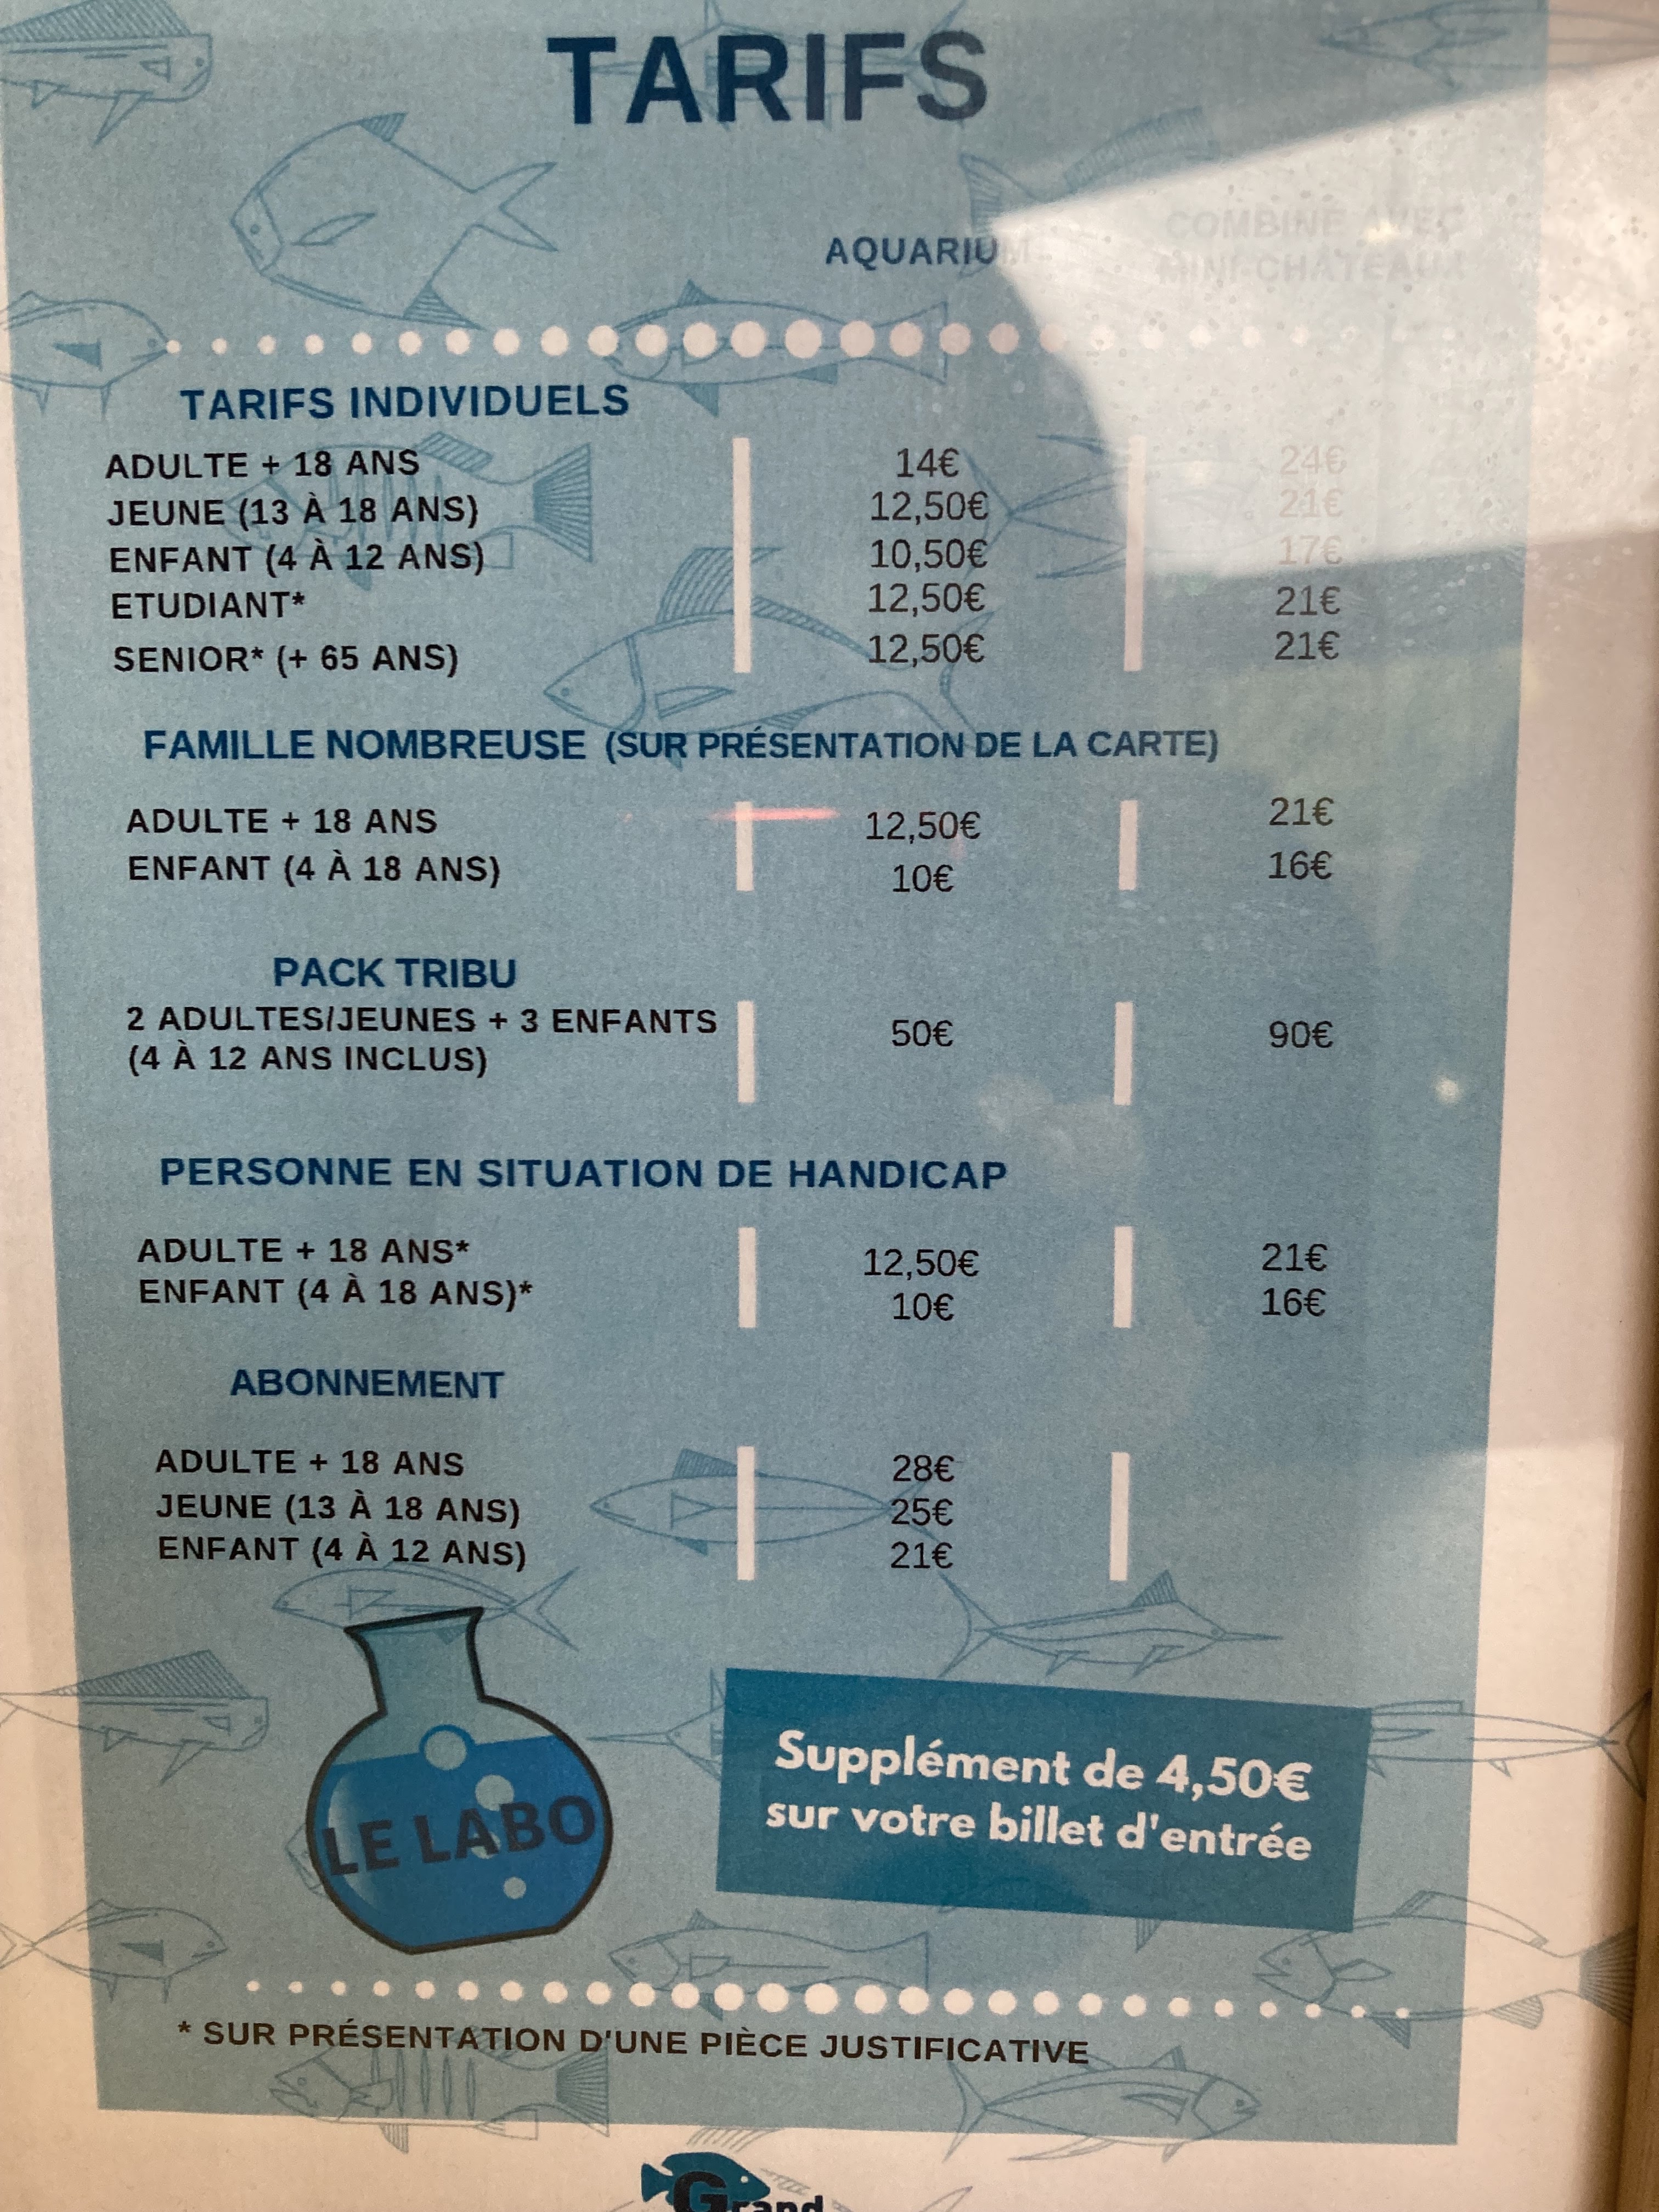 TARIFS
AQUARIUM
COMBINÉ AVEC
MINI-CHÂTEAUX
TARIFS INDIVIDUELS
ADULTE + 18 ANS 14€ 24€
JEUNE (13 À 18 ANS) 12,50€ 21€
ENFANT (4 À 12 ANS) 10,50€ 17€
ETUDIANT* 12,50€ 21€
SENIOR* (+ 65 ANS) 12,50€ 21€
FAMILLE NOMBREUSE (SUR PRÉSENTATION DE LA CARTE)
ADULTE + 18 ANS 12,50€ 21€
ENFANT (4 À 18 ANS) 10€ 16€
PACK TRIBU
2 ADULTES/JEUNES + 3 ENFANTS
(4 À 12 ANS INCLUS) 50€ 90€
PERSONNE EN SITUATION DE HANDICAP
ADULTE + 18 ANS* 12,50€ 21€
ENFANT (4 À 18 ANS)* 10€ 16€
ABONNEMENT
ADULTE + 18 ANS 28€
JEUNE (13 À 18 ANS) 25€
ENFANT (4 À 12 ANS) 21€
LE LABO
Supplément de 4,50€
sur votre billet d'entrée
* SUR PRÉSENTATION D'UNE PIÈCE JUSTIFICATIVE
Grand